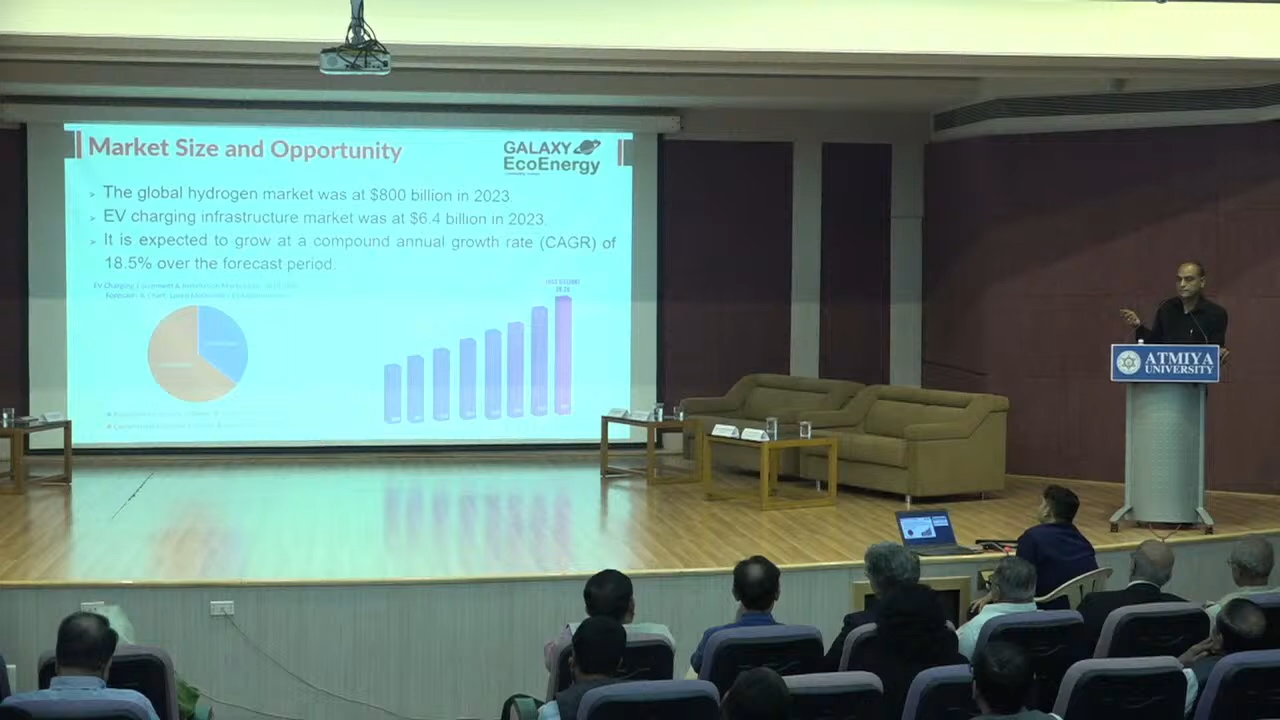 Market Size and Opportunity
GALAXY
EcoEnergy
The global hydrogen market was at $800 billion in 2023
EV charging infrastructure market was at $6.4 billion in 2023.
It is expected to grow at a compound annual growth rate (CAGR) of
18.5% over the forecast period.
ATMIYA
UNIVERSITY